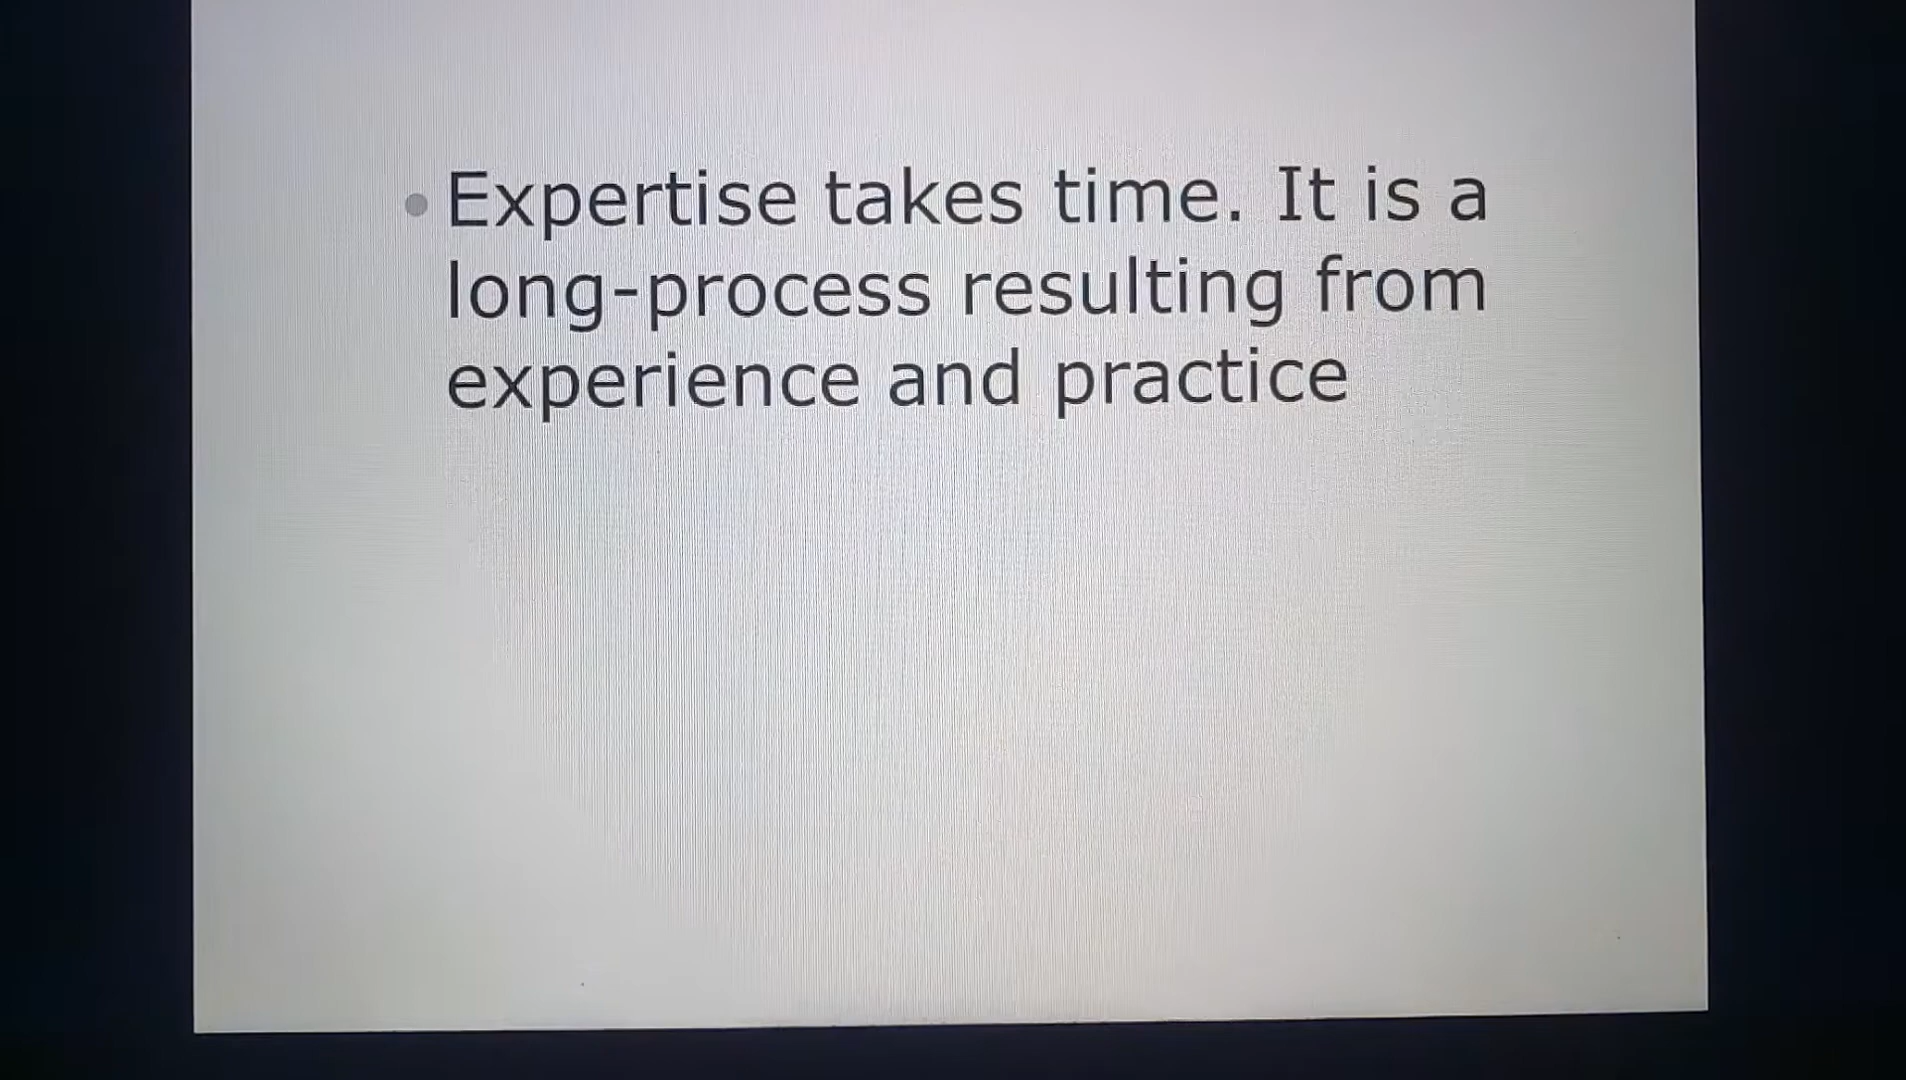 • Expertise takes time. It is a
long-process resulting from
experience and practice